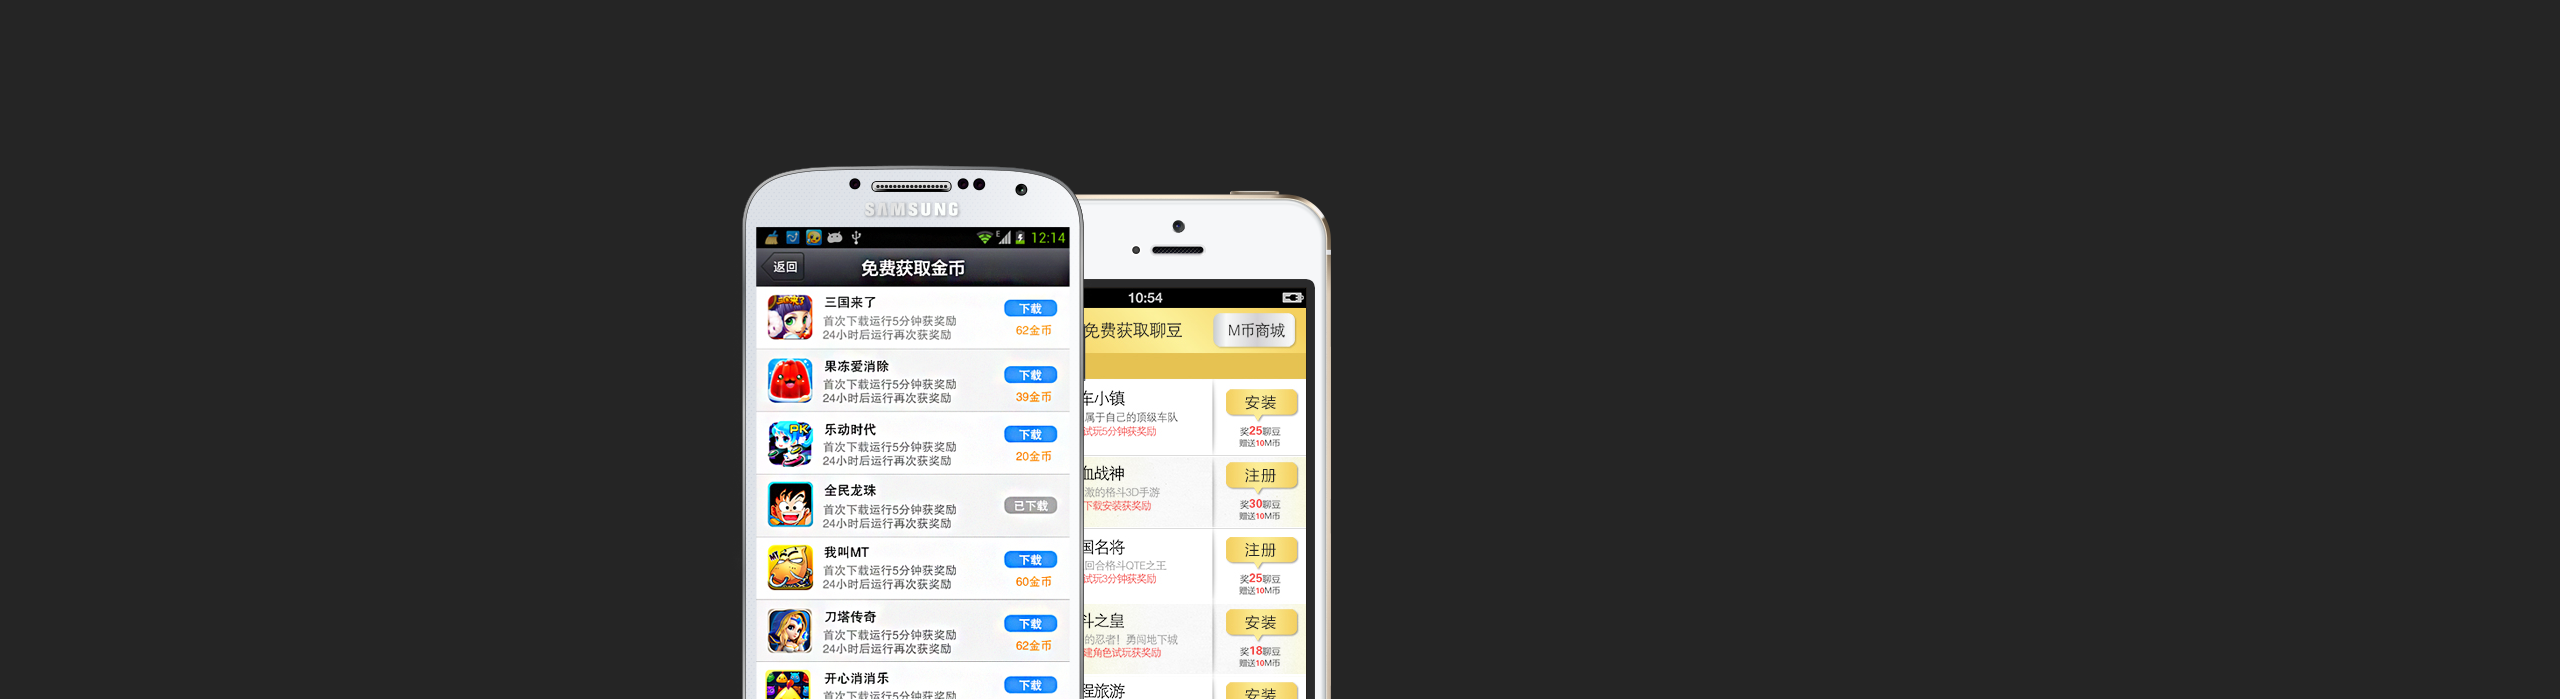 SAMSUNG
12:14
返回
免费获取金币
三国来了
首次下载运行5分钟获奖励
24小时后运行再次获奖励
下载
62金币
果冻爱消除
首次下载运行5分钟获奖励
24小时后运行再次获奖励
下载
39金币
PK
乐动时代
首次下载运行5分钟获奖励
24小时后运行再次获奖励
下载
20金币
全民龙珠
首次下载运行5分钟获奖励
24小时后运行再次获奖励
已下载
MT
我叫MT
首次下载运行5分钟获奖励
24小时后运行再次获奖励
下载
60金币
刀塔传奇
首次下载运行5分钟获奖励
24小时后运行再次获奖励
下载
62金币
开心消消乐
首次下载运行5分钟获奖励
下载
10:54
免费获取聊豆
M币商城
车小镇
属于自己的顶级车队
试玩5分钟获奖励
安装
奖25聊豆
赠送10M币
血战神
激的格斗3D手游
下载安装获奖励
注册
奖30聊豆
赠送10M币
国名将
回合格斗QTE之王
试玩3分钟获奖励
注册
奖25聊豆
赠送10M币
斗之皇
的忍者！勇闯地下城
建角色试玩获奖励
安装
奖18聊豆
赠送10M币
程旅游
安装